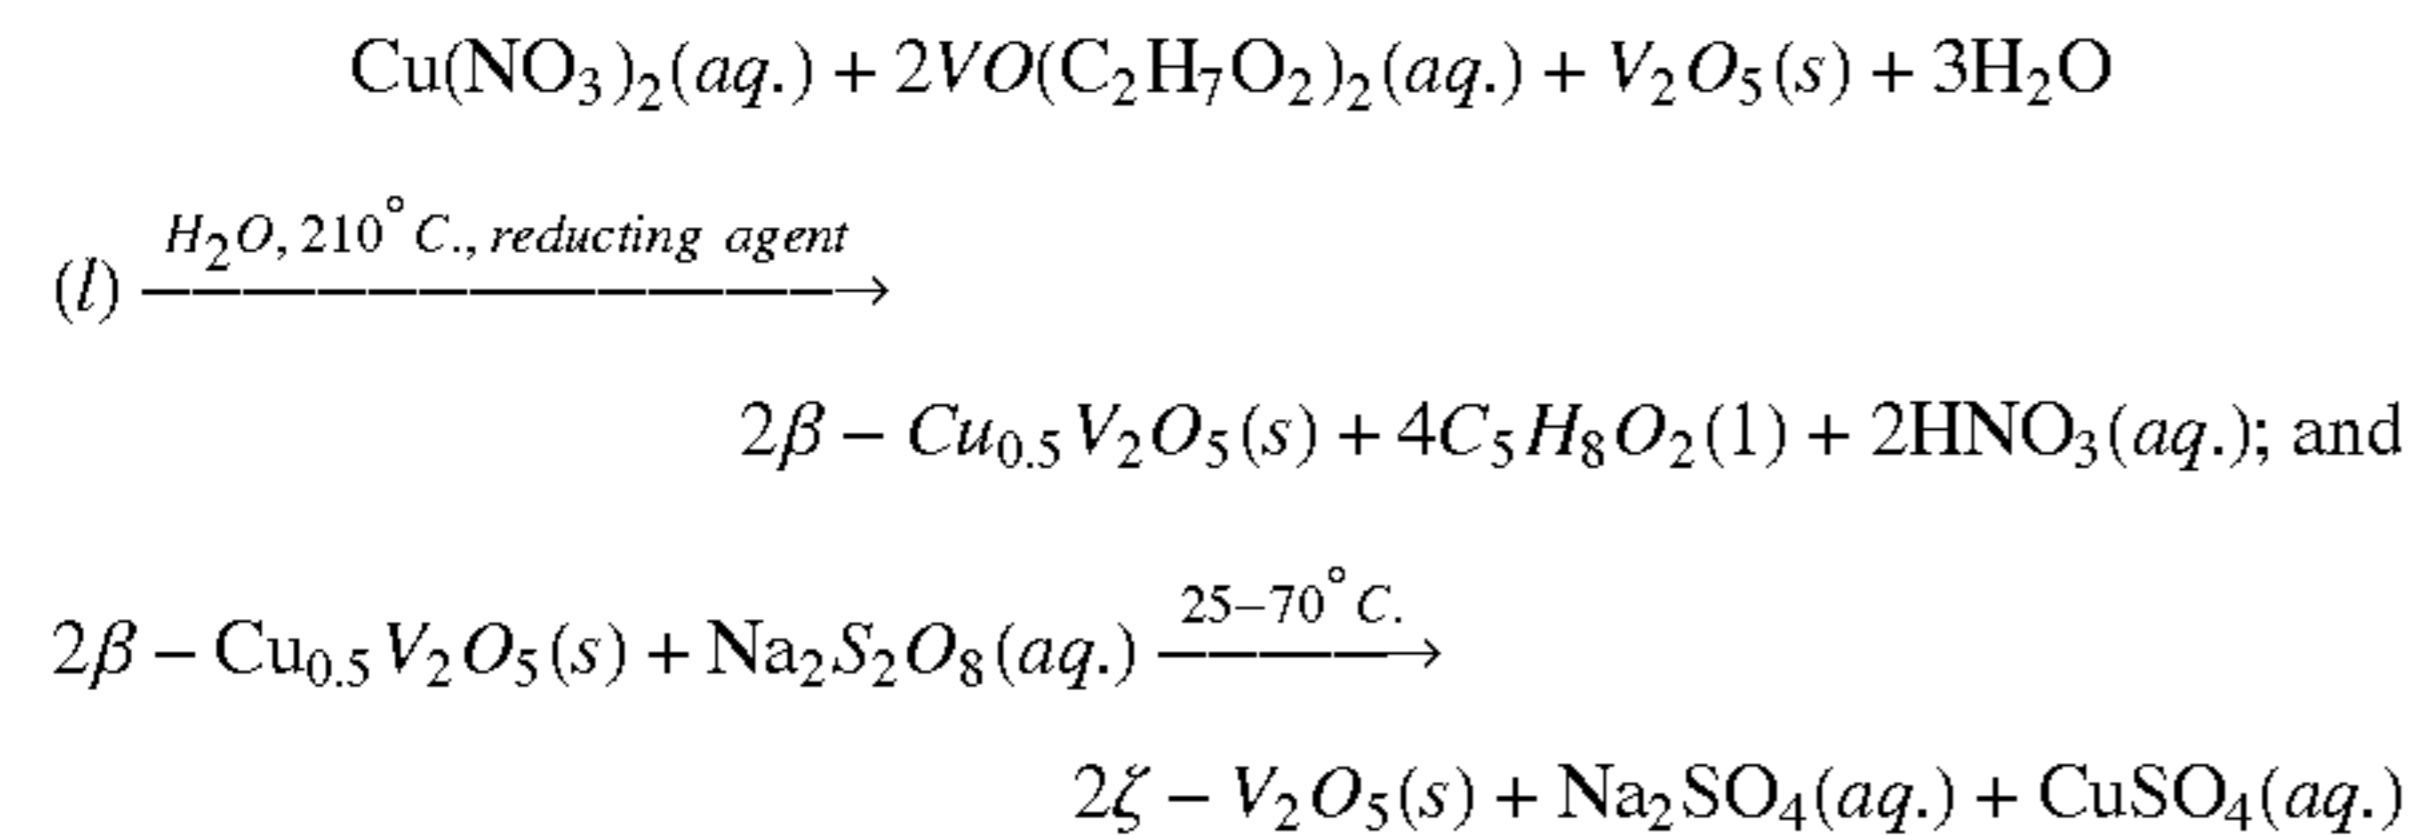 Cu(NO₃)₂(aq.) + 2VO(C₂H₇O₂)₂(aq.) + V₂O₅(s) + 3H₂O
H₂O, 210°C., reducting agent
(l) ⟶
2β − Cu₀.₅V₂O₅(s) + 4C₅H₈O₂(1) + 2HNO₃(aq.); and
25–70°C.
2β − Cu₀.₅V₂O₅(s) + Na₂S₂O₈(aq.) ⟶
2ζ − V₂O₅(s) + Na₂SO₄(aq.) + CuSO₄(aq.)